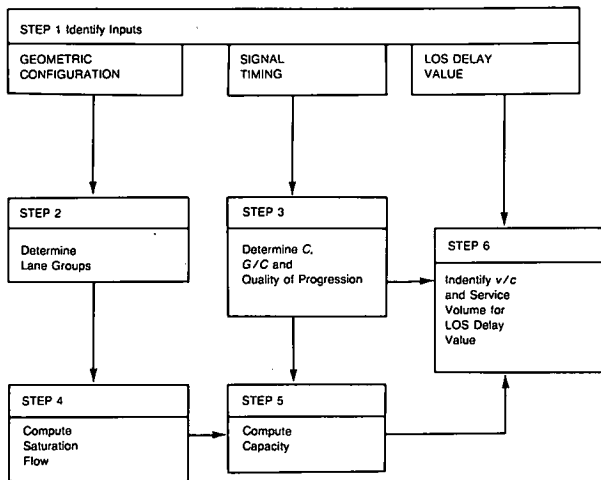 STEP 1 Identify Inputs
GEOMETRIC
CONFIGURATION
SIGNAL
TIMING
LOS DELAY
VALUE
STEP 2
Determine
Lane Groups
STEP 3
Determine C,
G/C and
Quality of Progression
STEP 6
Indentify v/c
and Service
Volume for
LOS Delay
Value
STEP 4
Compute
Saturation
Flow
STEP 5
Compute
Capacity